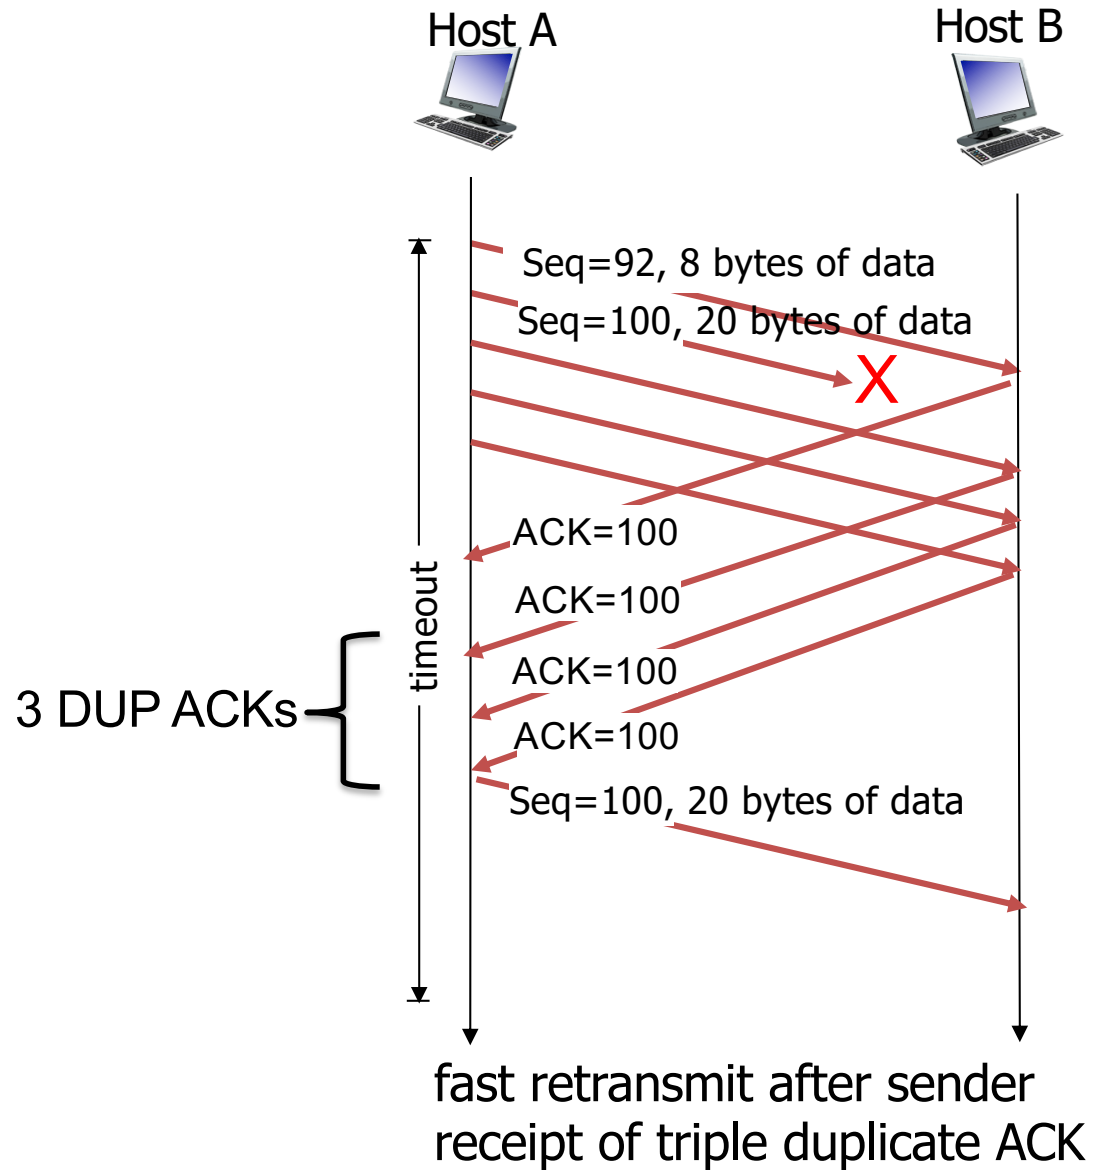 Host A
Host B
Seq=92, 8 bytes of data
Seq=100, 20 bytes of data
X
ACK=100
timeout
ACK=100
3 DUP ACKs
ACK=100
ACK=100
Seq=100, 20 bytes of data
fast retransmit after sender
receipt of triple duplicate ACK